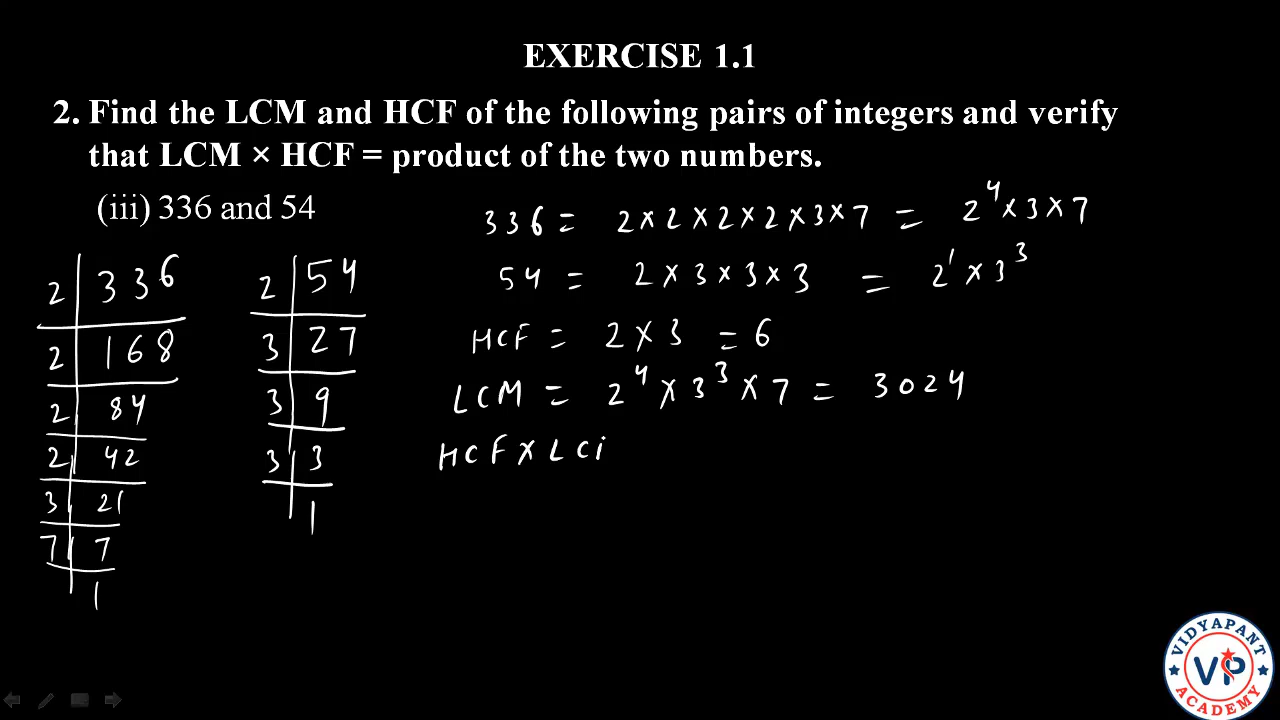 EXERCISE 1.1
2. Find the LCM and HCF of the following pairs of integers and verify
that LCM × HCF = product of the two numbers.
(iii) 336 and 54
2 | 336
2 | 168
2 | 84
2 | 42
3 | 21
7 | 7
1
2 | 54
3 | 27
3 | 9
3 | 3
1
336 = 2 × 2 × 2 × 2 × 3 × 7 = 2⁴ × 3 × 7
54 = 2 × 3 × 3 × 3 = 2¹ × 3³
HCF = 2 × 3 = 6
LCM = 2⁴ × 3³ × 7 = 3024
HCF × LCi
VIDYAPANT
VP
ACADEMY